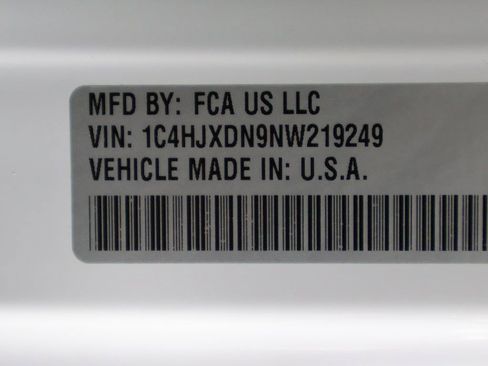 MFD BY: FCA US LLC
VIN: 1C4HJXDN9NW219249
VEHICLE MADE IN: U.S.A.